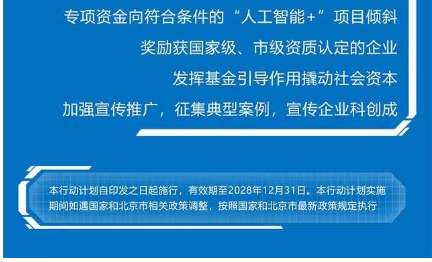 专项资金向符合条件的“人工智能+”项目倾斜
奖励获国家级、市级资质认定的企业
发挥基金引导作用撬动社会资本
加强宣传推广，征集典型案例，宣传企业科创成
本行动计划自印发之日起施行，有效期至2028年12月31日。本行动计划实施
期间如遇国家和北京市相关政策调整，按照国家和北京市最新政策规定执行